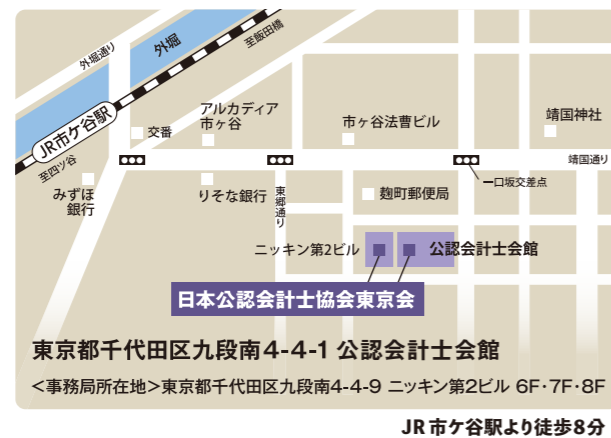 外堀通り
外堀
至飯田橋
JR市ケ谷駅
至四ツ谷
交番
アルカディア
市ヶ谷
市ヶ谷法曹ビル
靖国神社
靖国通り
一口坂交差点
みずほ
銀行
りそな銀行
東郷通り
麹町郵便局
ニッキン第2ビル
公認会計士会館
日本公認会計士協会東京会
東京都千代田区九段南4-4-1 公認会計士会館
<事務局所在地>東京都千代田区九段南4-4-9 ニッキン第2ビル 6F・7F・8F
JR市ケ谷駅より徒歩8分